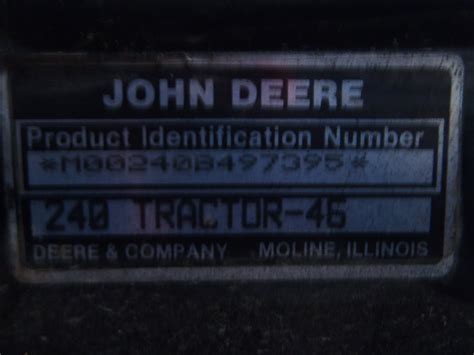 JOHN DEERE
Product Identification Number
*M00240B497395*
240 TRACTOR-46
DEERE & COMPANY MOLINE, ILLINOIS